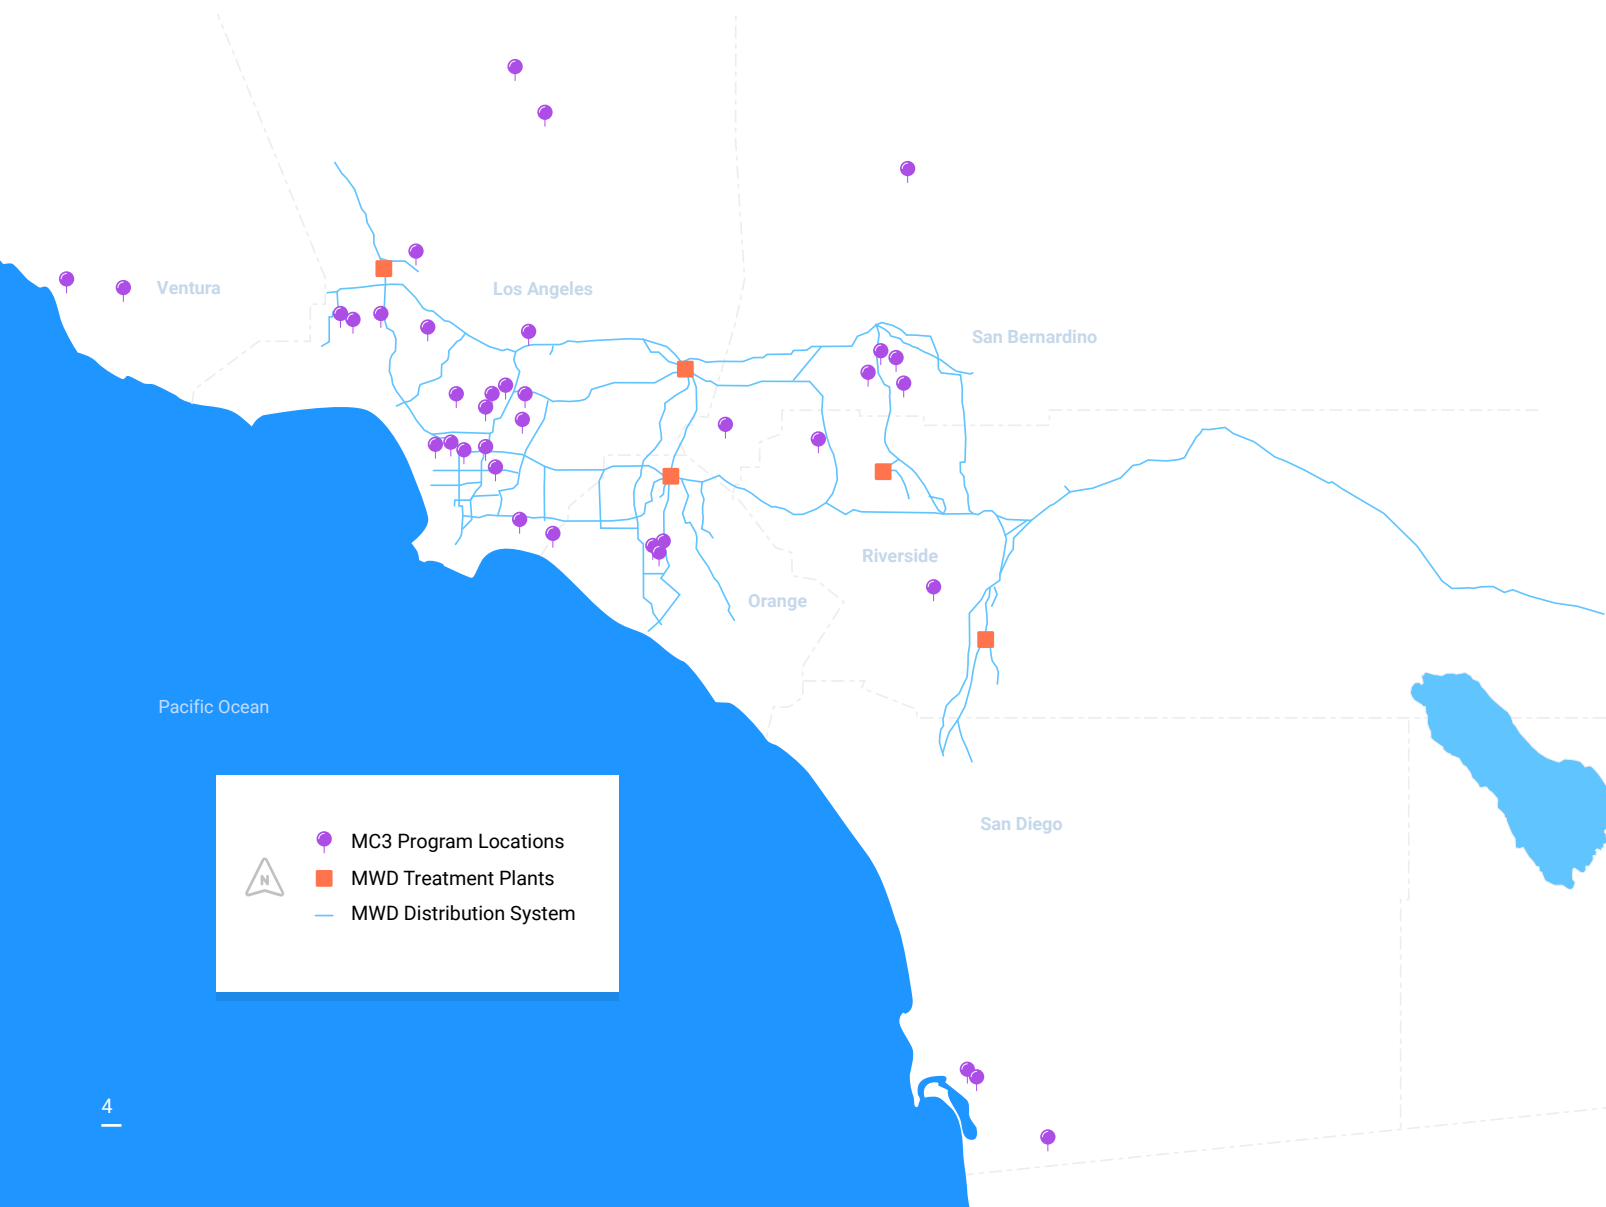 Ventura
Los Angeles
San Bernardino
Riverside
Orange
Pacific Ocean
San Diego
N
MC3 Program Locations
MWD Treatment Plants
MWD Distribution System
4